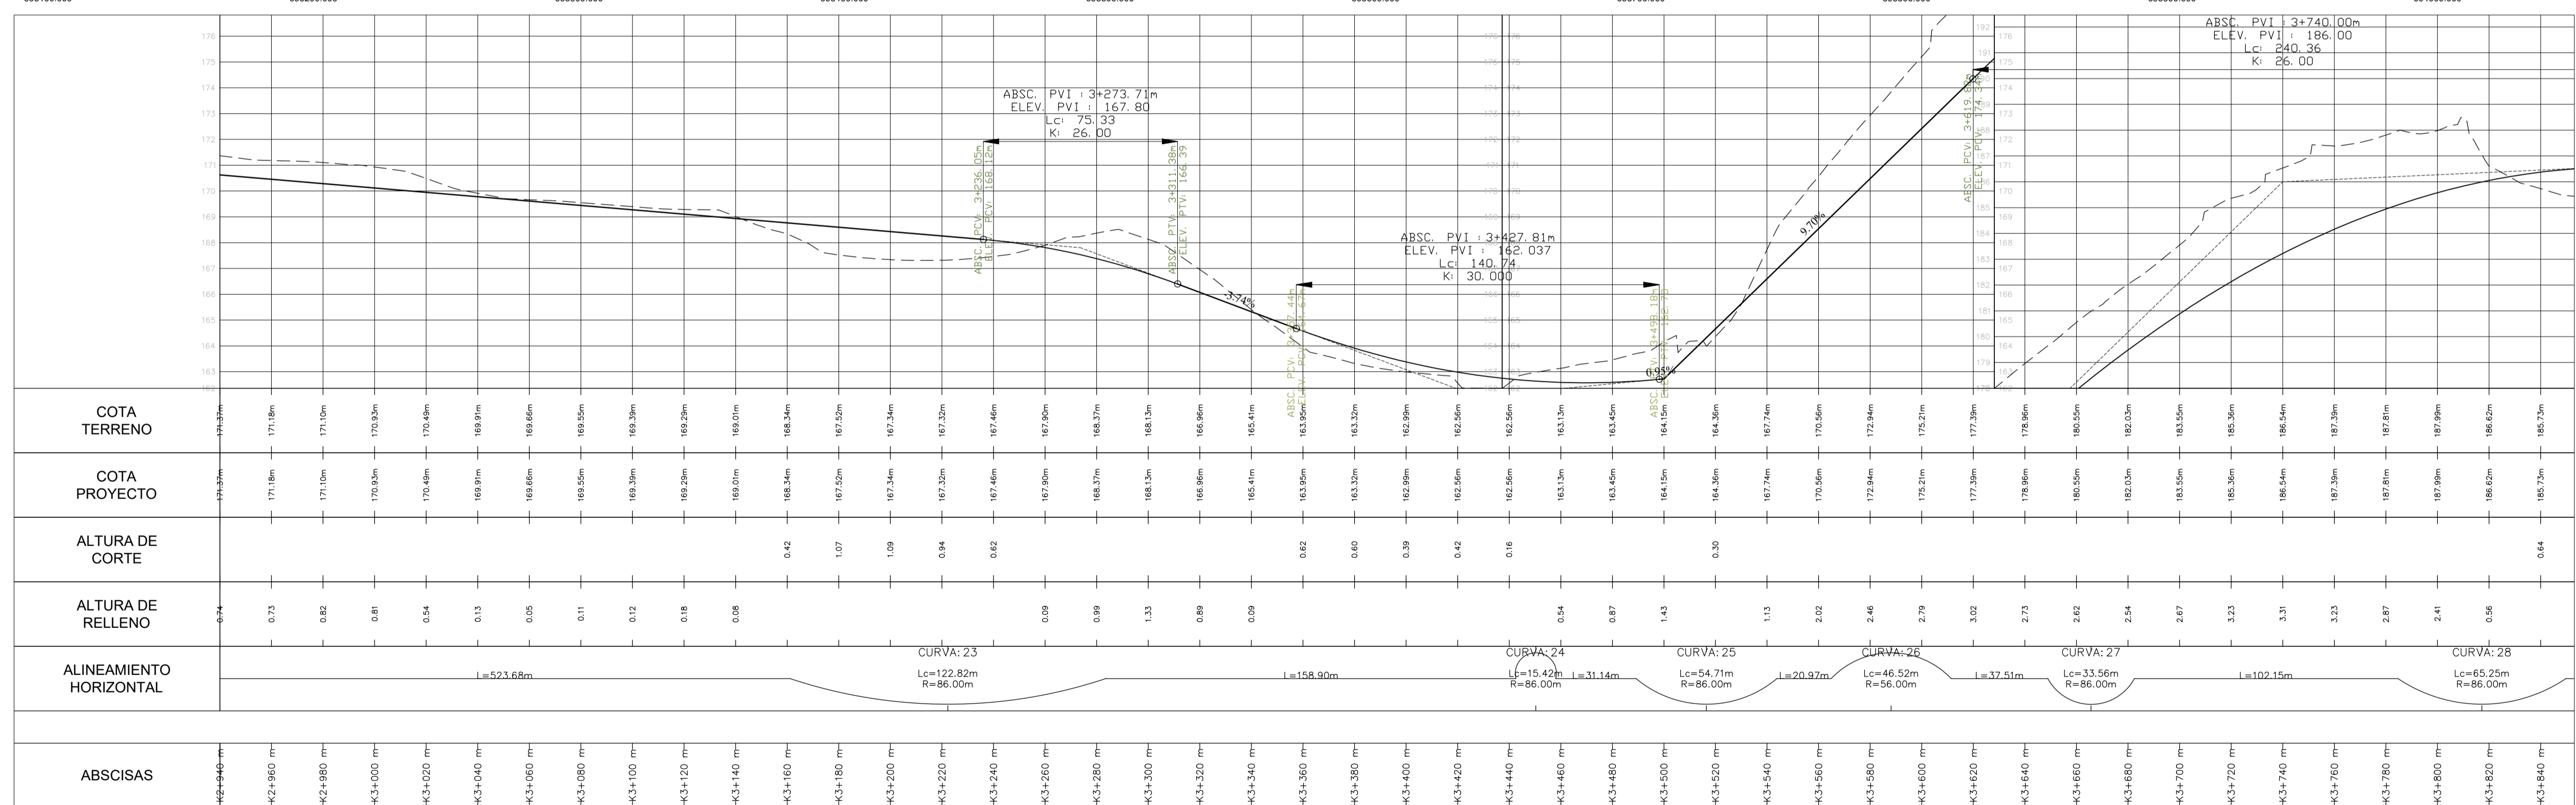 ABSC. PVI : 3+740.00m
ELEV. PVI : 186.00
Lc: 240.36
K: 26.00
ABSC. PVI : 3+273.71m
ELEV. PVI : 167.80
Lc: 75.33
K: 26.00
ABSC. PCV: 3+236.05m
ELEV. PCV: 168.12m
ABSC. PTV: 3+311.38m
ELEV. PTV: 166.39
ABSC. PVI : 3+427.81m
ELEV. PVI : 162.037
Lc: 140.74
K: 30.000
-3.74%
0.95%
9.70%
176
175
174
173
172
171
170
169
168
167
166
165
164
163
162
COTA
TERRENO
171.37m 171.18m 171.10m 170.93m 170.49m 169.91m 169.66m 169.55m 169.39m 169.29m 169.01m 168.34m 167.52m 167.34m 167.32m 167.46m 167.90m 168.37m 168.13m 166.96m 165.41m 163.95m 163.32m 162.99m 162.56m 162.56m 163.13m 163.45m 164.15m 164.36m 167.74m 170.56m 172.94m 175.21m 177.39m 178.96m 180.55m 182.03m 183.55m 185.36m 186.54m 187.39m 187.81m 187.99m 186.62m 185.73m
COTA
PROYECTO
171.37m 171.18m 171.10m 170.93m 170.49m 169.91m 169.66m 169.55m 169.39m 169.29m 169.01m 168.34m 167.52m 167.34m 167.32m 167.46m 167.90m 168.37m 168.13m 166.96m 165.41m 163.95m 163.32m 162.99m 162.56m 162.56m 163.13m 163.45m 164.15m 164.36m 167.74m 170.56m 172.94m 175.21m 177.39m 178.96m 180.55m 182.03m 183.55m 185.36m 186.54m 187.39m 187.81m 187.99m 186.62m 185.73m
ALTURA DE
CORTE
0.42 1.07 1.09 0.94 0.62 0.62 0.60 0.39 0.42 0.16 0.30 0.64
ALTURA DE
RELLENO
0.74 0.73 0.82 0.81 0.54 0.13 0.05 0.11 0.12 0.18 0.08 0.09 0.99 1.33 0.89 0.09 0.54 0.87 1.43 1.13 2.02 2.46 2.79 3.02 2.73 2.62 2.54 2.67 3.23 3.31 3.23 2.87 2.41 0.56
ALINEAMIENTO
HORIZONTAL
L=523.68m
CURVA: 23
Lc=122.82m
R=86.00m
L=158.90m
CURVA: 24
Lc=15.42m
R=86.00m
L=31.14m
CURVA: 25
Lc=54.71m
R=86.00m
L=20.97m
CURVA: 26
Lc=46.52m
R=56.00m
L=37.51m
CURVA: 27
Lc=33.56m
R=86.00m
L=102.15m
CURVA: 28
Lc=65.25m
R=86.00m
ABSCISAS
K2+940 m K2+960 m K2+980 m K3+000 m K3+020 m K3+040 m K3+060 m K3+080 m K3+100 m K3+120 m K3+140 m K3+160 m K3+180 m K3+200 m K3+220 m K3+240 m K3+260 m K3+280 m K3+300 m K3+320 m K3+340 m K3+360 m K3+380 m K3+400 m K3+420 m K3+440 m K3+460 m K3+480 m K3+500 m K3+520 m K3+540 m K3+560 m K3+580 m K3+600 m K3+620 m K3+640 m K3+660 m K3+680 m K3+700 m K3+720 m K3+740 m K3+760 m K3+780 m K3+800 m K3+820 m K3+840 m